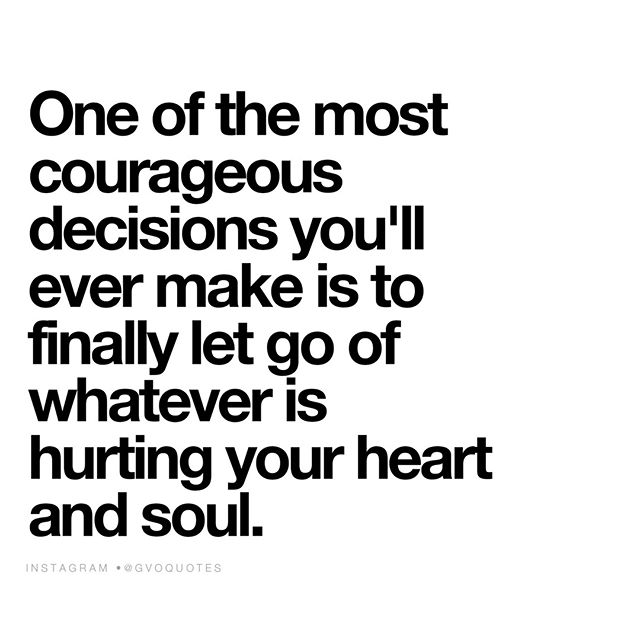 One of the most
courageous
decisions you'll
ever make is to
finally let go of
whatever is
hurting your heart
and soul.
INSTAGRAM •@GVOQUOTES